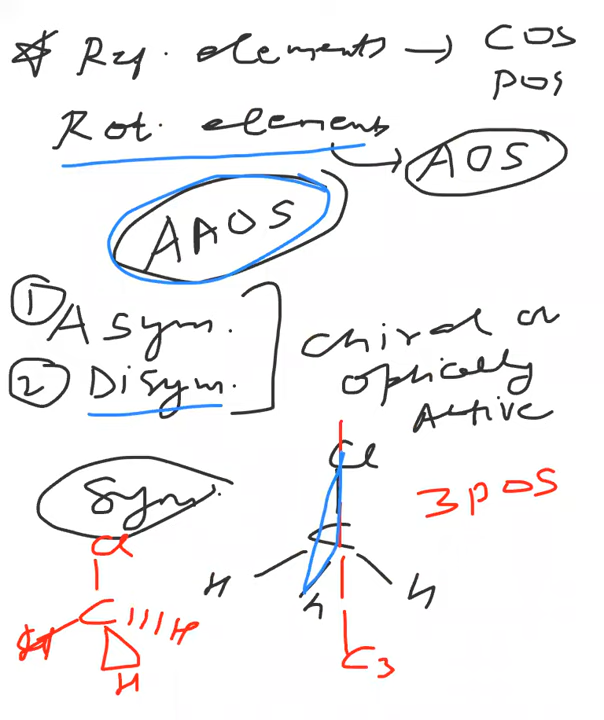 Ref. elements → COS
POS
Rot. elements
AOS
AAOS
① Asym.
② Disym.
Chiral or
optically
Active
Sym.
Cl
C
H
H
H
3 POS
C3
Cl
C
H
H
H